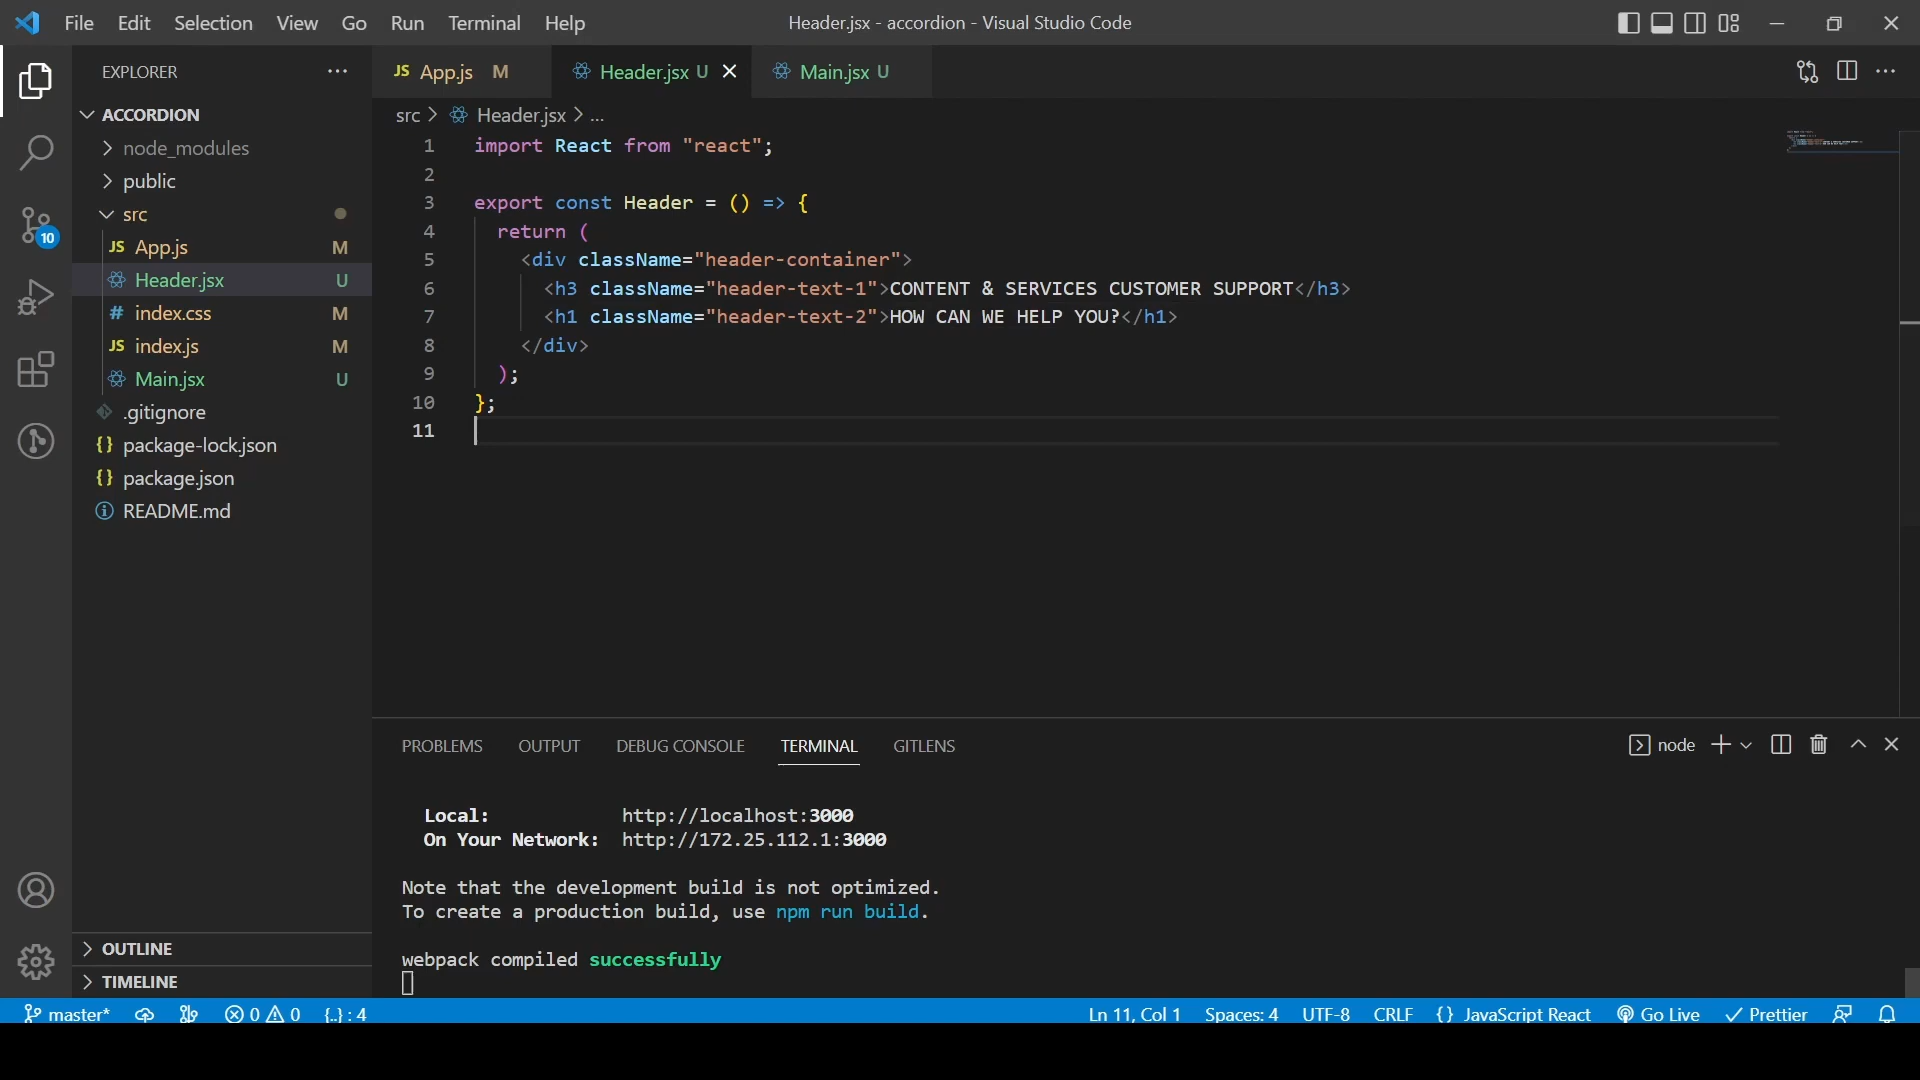 File Edit Selection View Go Run Terminal Help Header.jsx - accordion - Visual Studio Code
EXPLORER
ACCORDION
node_modules
public
src
JS App.js M
Header.jsx U
# index.css M
JS index.js M
Main.jsx U
.gitignore
{} package-lock.json
{} package.json
README.md
OUTLINE
TIMELINE
10
JS App.js M Header.jsx U Main.jsx U
src > Header.jsx > ...
1 import React from "react";
2
3 export const Header = () => {
4 return (
5 <div className="header-container">
6 <h3 className="header-text-1">CONTENT & SERVICES CUSTOMER SUPPORT</h3>
7 <h1 className="header-text-2">HOW CAN WE HELP YOU?</h1>
8 </div>
9 );
10 };
11
PROBLEMS OUTPUT DEBUG CONSOLE TERMINAL GITLENS node
Local: http://localhost:3000
On Your Network: http://172.25.112.1:3000
Note that the development build is not optimized.
To create a production build, use npm run build.
webpack compiled successfully
master* 0 0 {..} : 4 Ln 11, Col 1 Spaces: 4 UTF-8 CRLF {} JavaScript React Go Live Prettier